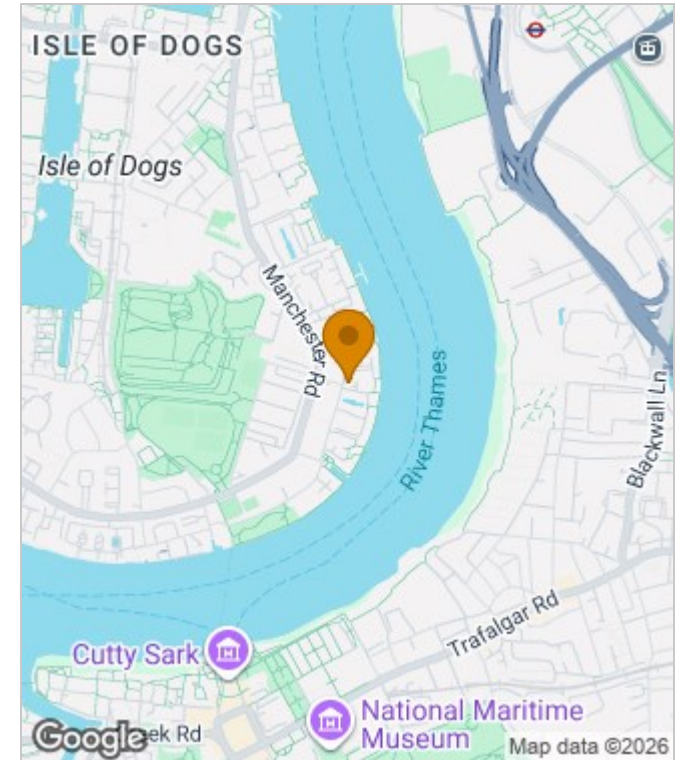 ISLE OF DOGS
Isle of Dogs
Manchester Rd
River Thames
Blackwall Ln
Trafalgar Rd
Cutty Sark
National Maritime
Museum
eek Rd
Google
Map data ©2026